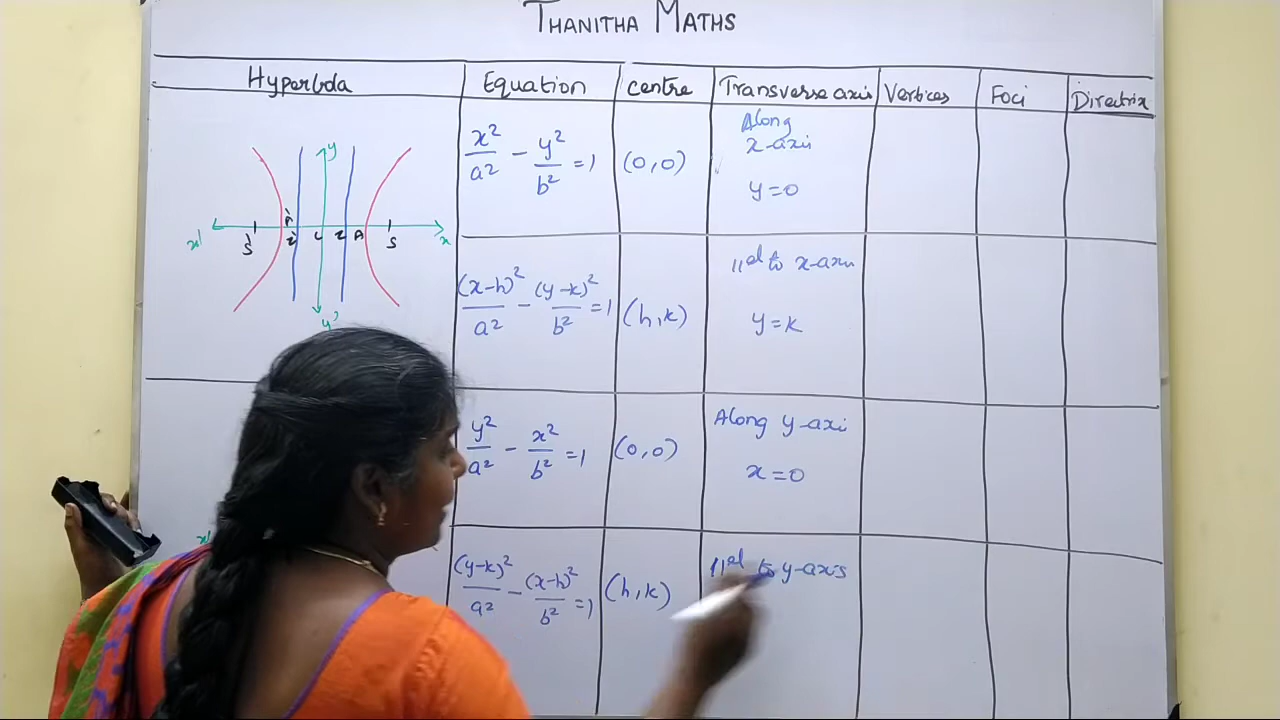 THANITHA MATHS
Hyperbola Equation centre Transverse axis Vertices Foci Directrix
x²/a² - y²/b² = 1 (0,0) Along
x-axis
y=0
y
x' S' A' Z' C Z A S x
y'
(x-h)²/a² - (y-k)²/b² = 1 (h,k) 11el to x-axis
y=k
y²/a² - x²/b² = 1 (0,0) Along y-axis
x=0
x'
(y-k)²/a² - (x-h)²/b² = 1 (h,k) 11el to y-axis